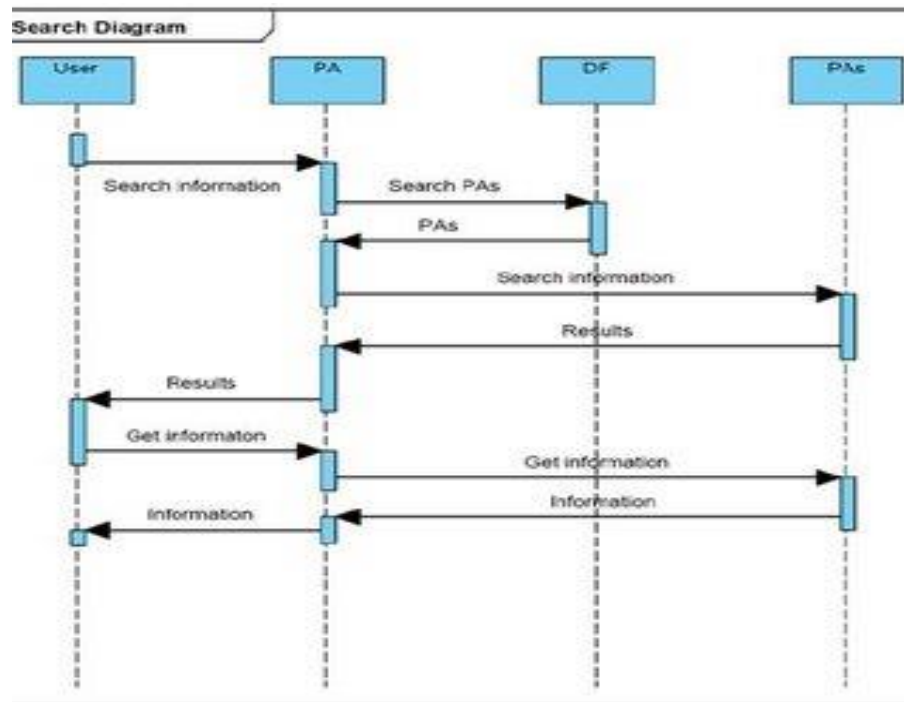 Search Diagram
User PA DF PAs
Search information
Search PAs
PAs
Search information
Results
Results
Get informaton
Get information
Information
Information